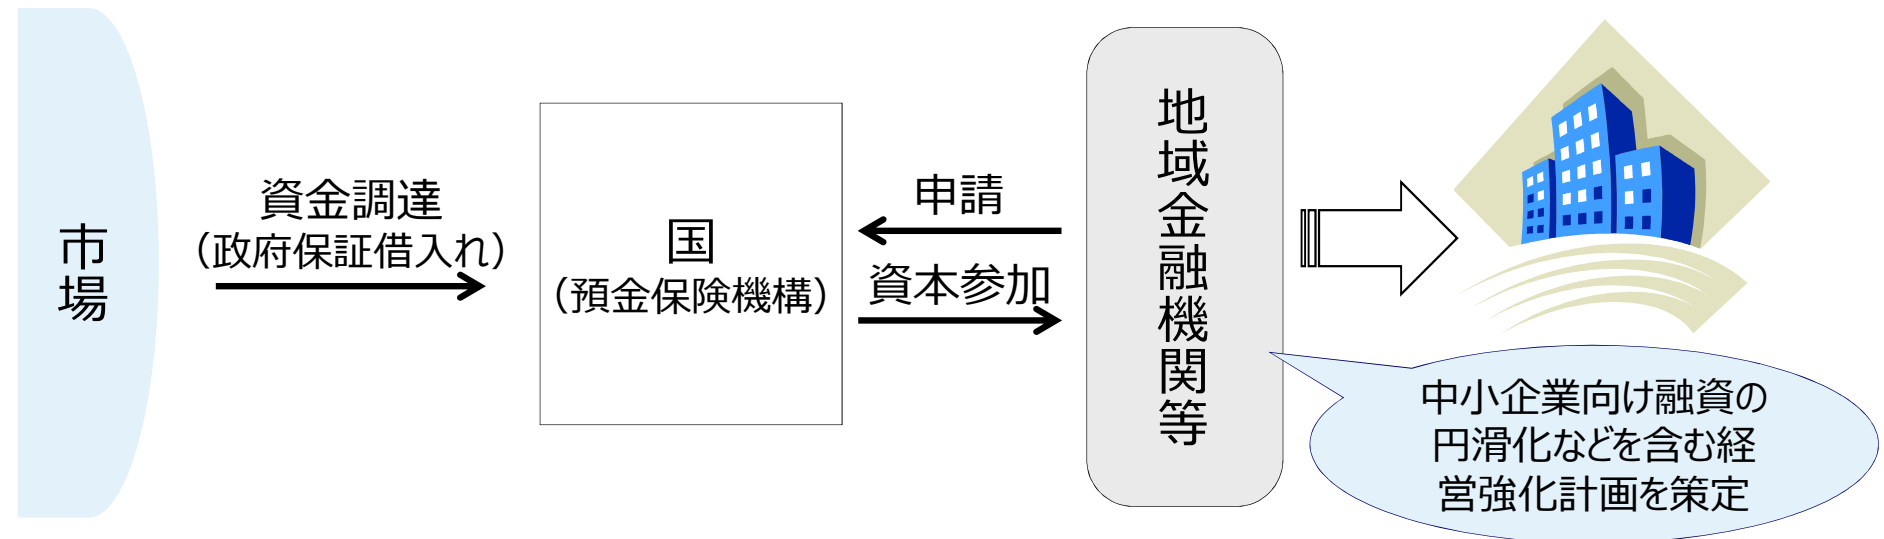 市場
資金調達
（政府保証借入れ）
国
（預金保険機構）
申請
資本参加
地域金融機関等
中小企業向け融資の
円滑化などを含む経
営強化計画を策定